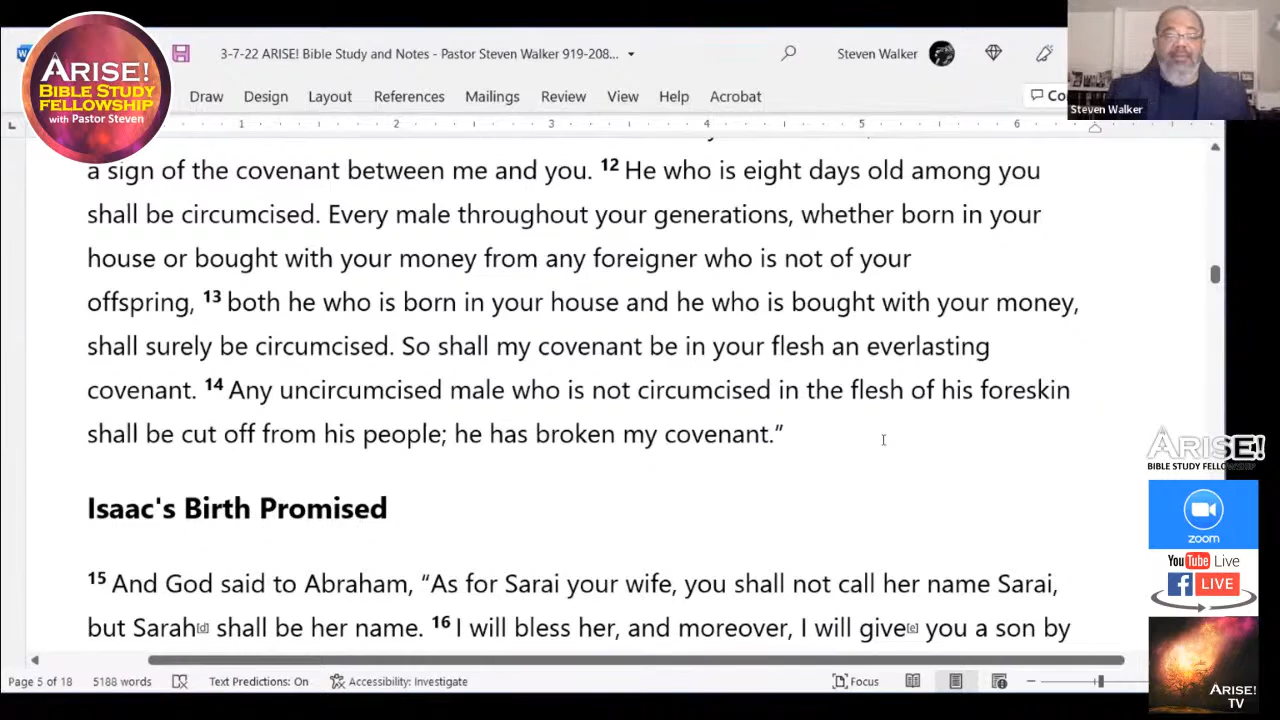 ARISE!
BIBLE STUDY
FELLOWSHIP
with Pastor Steven
3-7-22 ARISE! Bible Study and Notes - Pastor Steven Walker 919-208...
Steven Walker
Steven Walker
Draw Design Layout References Mailings Review View Help Acrobat Co
1 2 3 4 5 6
a sign of the covenant between me and you. 12 He who is eight days old among you
shall be circumcised. Every male throughout your generations, whether born in your
house or bought with your money from any foreigner who is not of your
offspring, 13 both he who is born in your house and he who is bought with your money,
shall surely be circumcised. So shall my covenant be in your flesh an everlasting
covenant. 14 Any uncircumcised male who is not circumcised in the flesh of his foreskin
shall be cut off from his people; he has broken my covenant.”
Isaac's Birth Promised
15 And God said to Abraham, “As for Sarai your wife, you shall not call her name Sarai,
but Sarah[d] shall be her name. 16 I will bless her, and moreover, I will give[e] you a son by
ARISE!
BIBLE STUDY FELLOWSHIP
zoom
YouTube Live
f LIVE
ARISE!
TV
Page 5 of 18 5188 words Text Predictions: On Accessibility: Investigate Focus